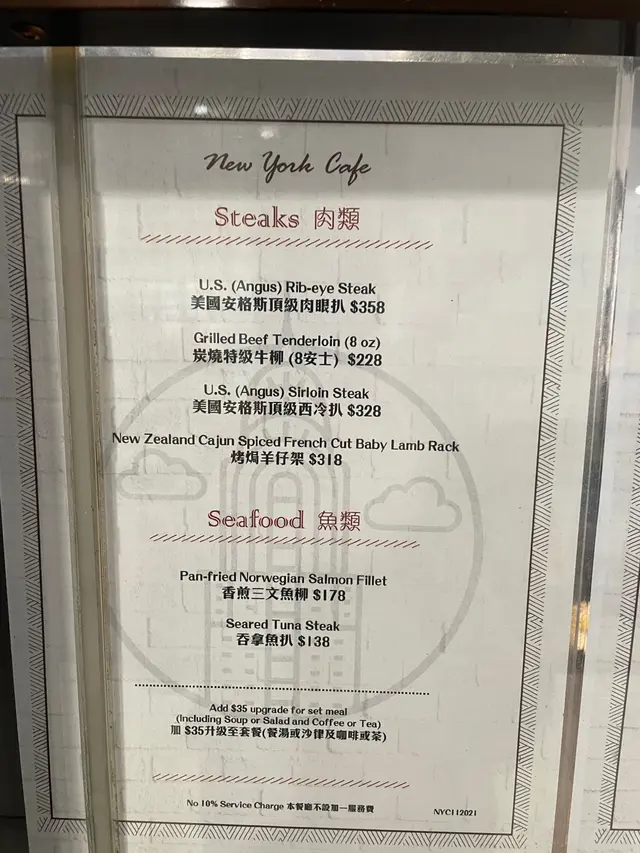 New York Cafe
Steaks 肉類
U.S. (Angus) Rib-eye Steak
美國安格斯頂級肉眼扒 $358
Grilled Beef Tenderloin (8 oz)
炭燒特級牛柳 (8安士) $228
U.S. (Angus) Sirloin Steak
美國安格斯頂級西冷扒 $328
New Zealand Cajun Spiced French Cut Baby Lamb Rack
烤焗羊仔架 $318
Seafood 魚類
Pan-fried Norwegian Salmon Fillet
香煎三文魚柳 $178
Seared Tuna Steak
吞拿魚扒 $138
Add $35 upgrade for set meal
(Including Soup or Salad and Coffee or Tea)
加 $35升級至套餐(餐湯或沙律及咖啡或茶)
No 10% Service Charge 本餐廳不設加一服務費
NYC112021